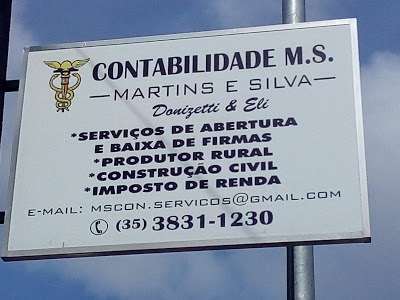 CONTABILIDADE M.S.
MARTINS E SILVA
Donizetti & Eli
*SERVIÇOS DE ABERTURA
E BAIXA DE FIRMAS
*PRODUTOR RURAL
*CONSTRUÇÃO CIVIL
*IMPOSTO DE RENDA
E-MAIL: MSCON.SERVICOS@GMAIL.COM
(35) 3831-1230